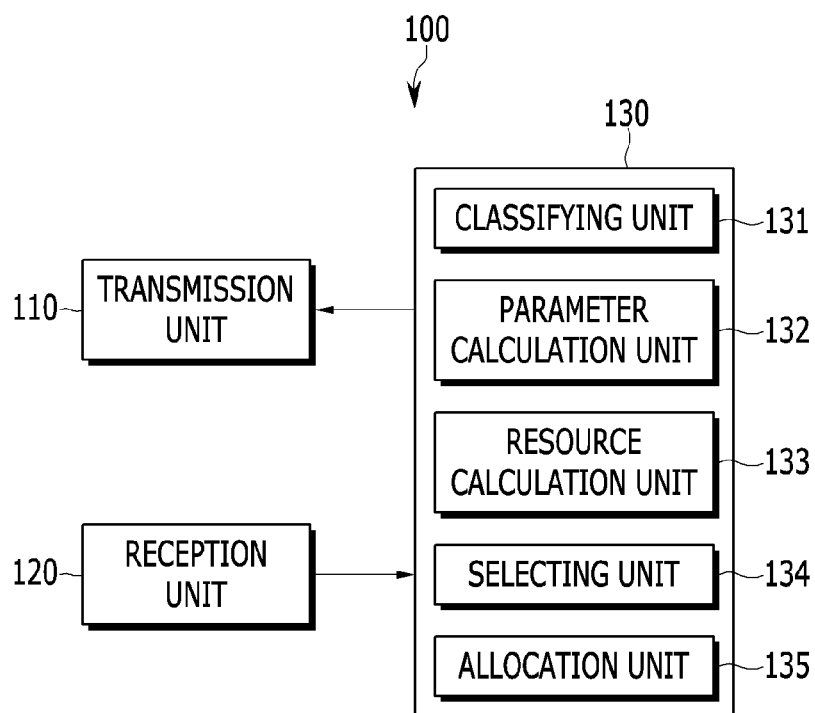 100
130
CLASSIFYING UNIT
131
TRANSMISSION
UNIT
110
PARAMETER
CALCULATION UNIT
132
RESOURCE
CALCULATION UNIT
133
RECEPTION
UNIT
120
SELECTING UNIT
134
ALLOCATION UNIT
135